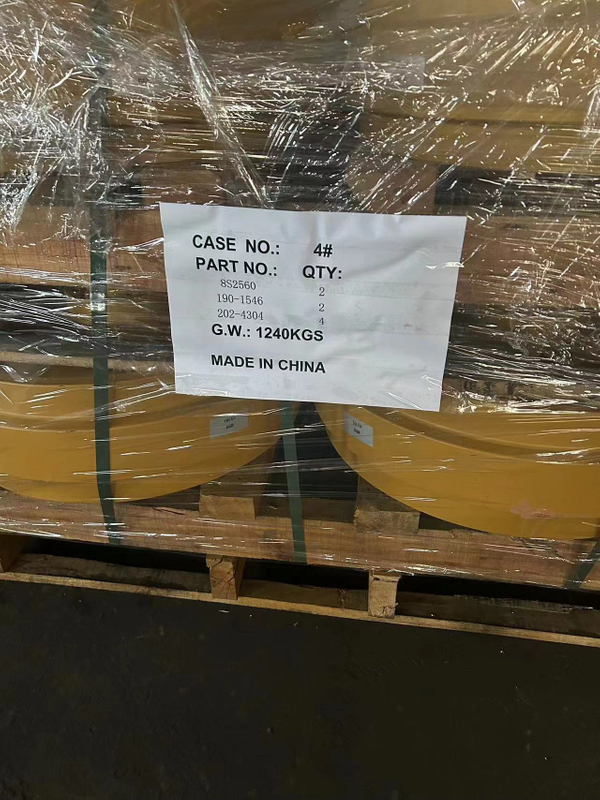 CASE NO.: 4#
PART NO.: QTY:
8S2560 2
190-1546 2
202-4304 4
G.W.: 1240KGS
MADE IN CHINA